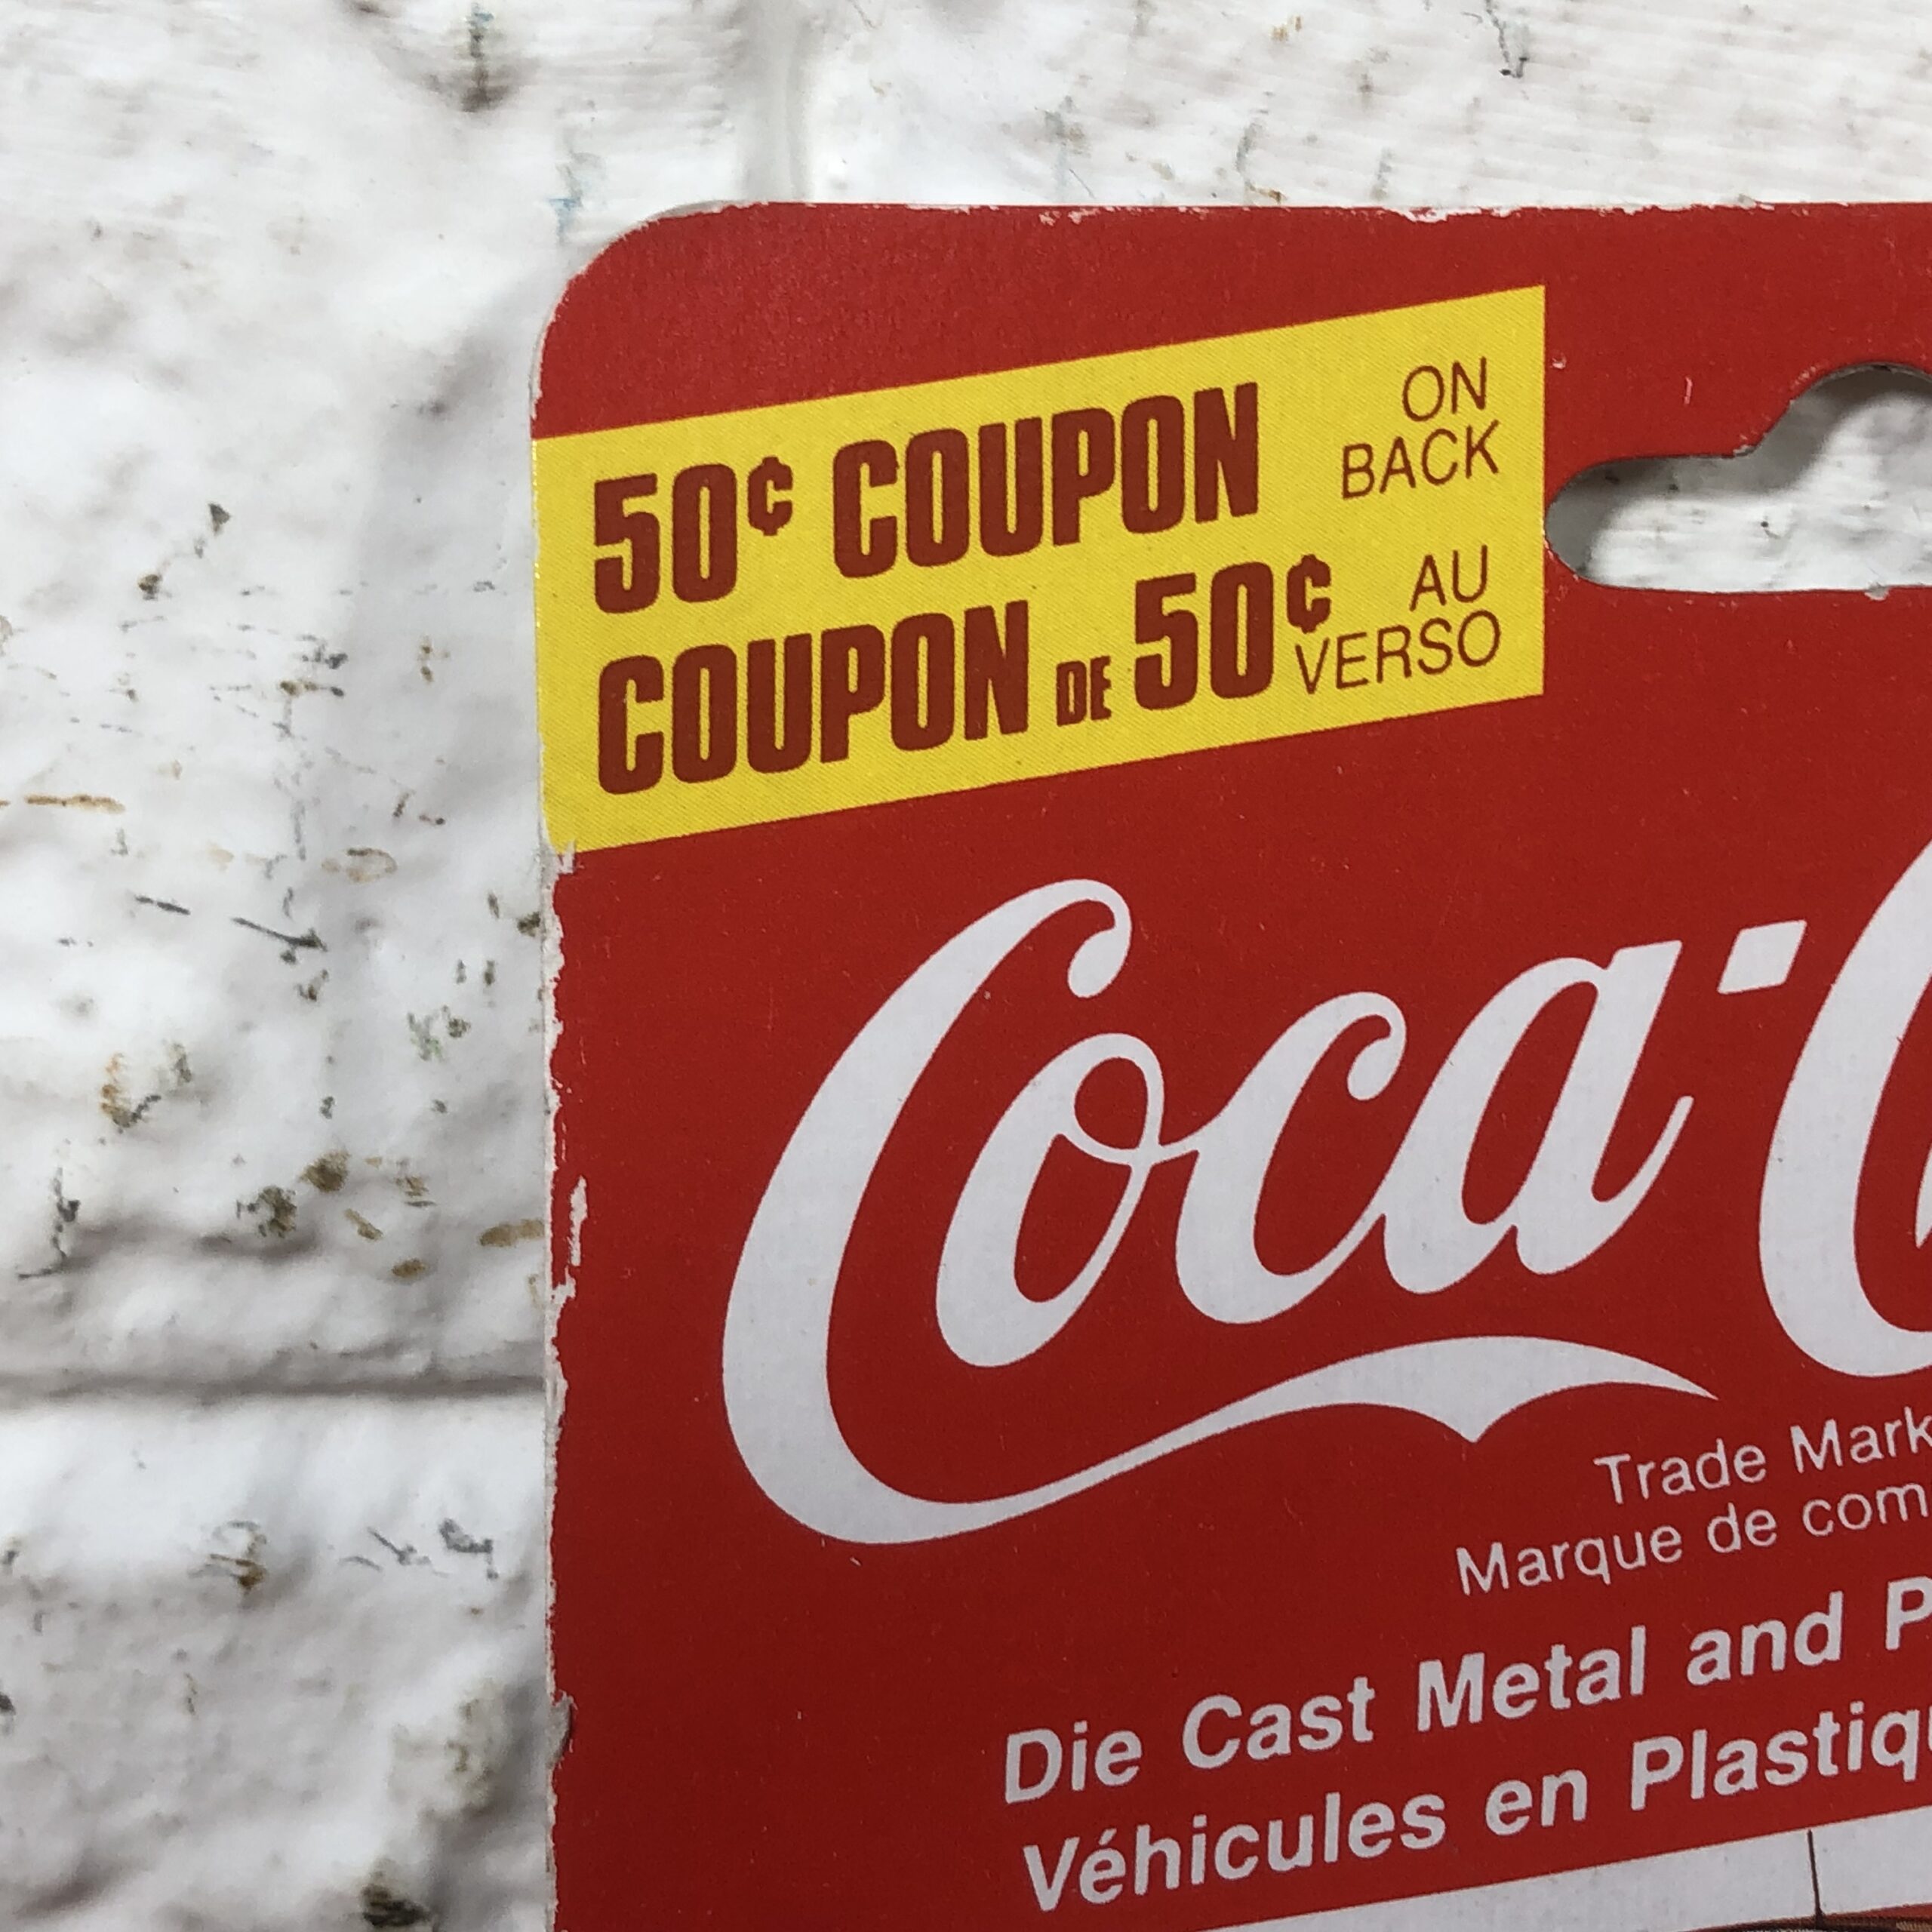 50¢ COUPON ON BACK
COUPON DE 50¢ AU VERSO
Coca-C
Trade Mark
Marque de com
Die Cast Metal and P
Véhicules en Plastiqu